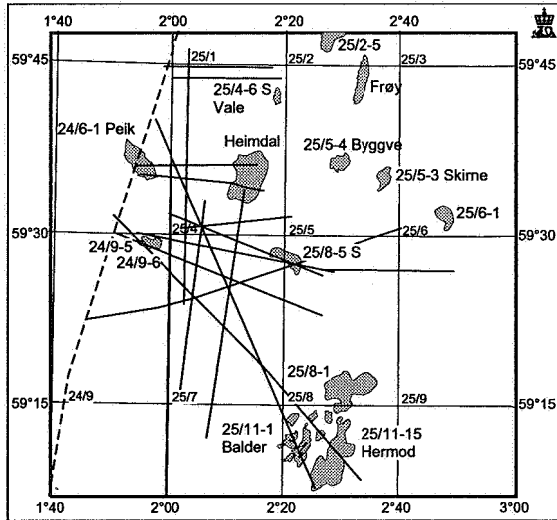 1°40' 2°00' 2°20' 2°40' 3°00'
25/2-5
59°45' 25/1 25/2 25/3 59°45'
25/4-6 S
Vale
Frøy
24/6-1 Peik
Heimdal
25/5-4 Byggve
25/5-3 Skirne
25/6-1
59°30' 25/4 25/5 25/6 59°30'
24/9-5
24/9-6
25/8-5 S
25/8-1
24/9 25/7 25/8 25/9
59°15' 59°15'
25/11-1
Balder
25/11-15
Hermod
1°40' 2°00' 2°20' 2°40' 3°00'